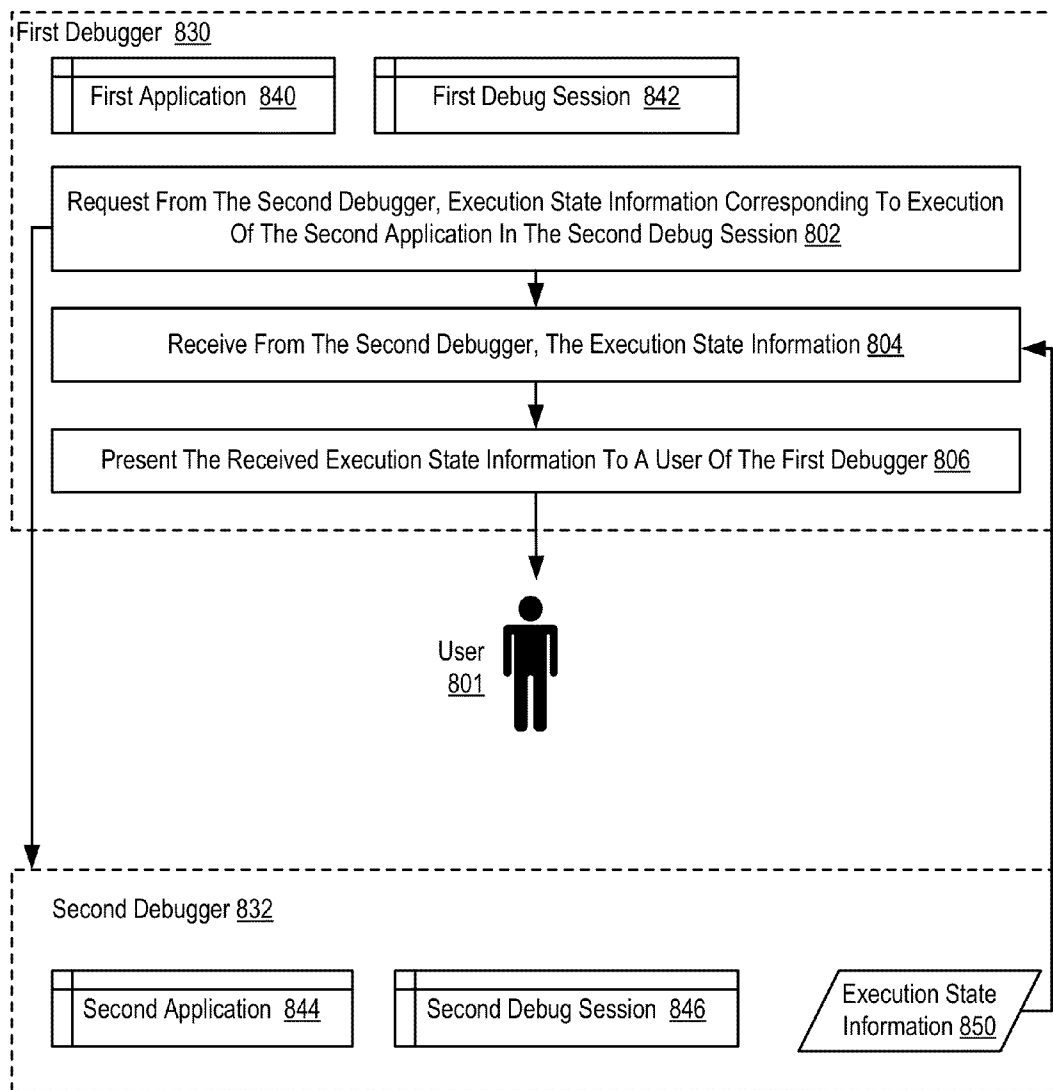 First Debugger 830
First Application 840
First Debug Session 842
Request From The Second Debugger, Execution State Information Corresponding To Execution
Of The Second Application In The Second Debug Session 802
Receive From The Second Debugger, The Execution State Information 804
Present The Received Execution State Information To A User Of The First Debugger 806
User
801
Second Debugger 832
Second Application 844
Second Debug Session 846
Execution State
Information 850